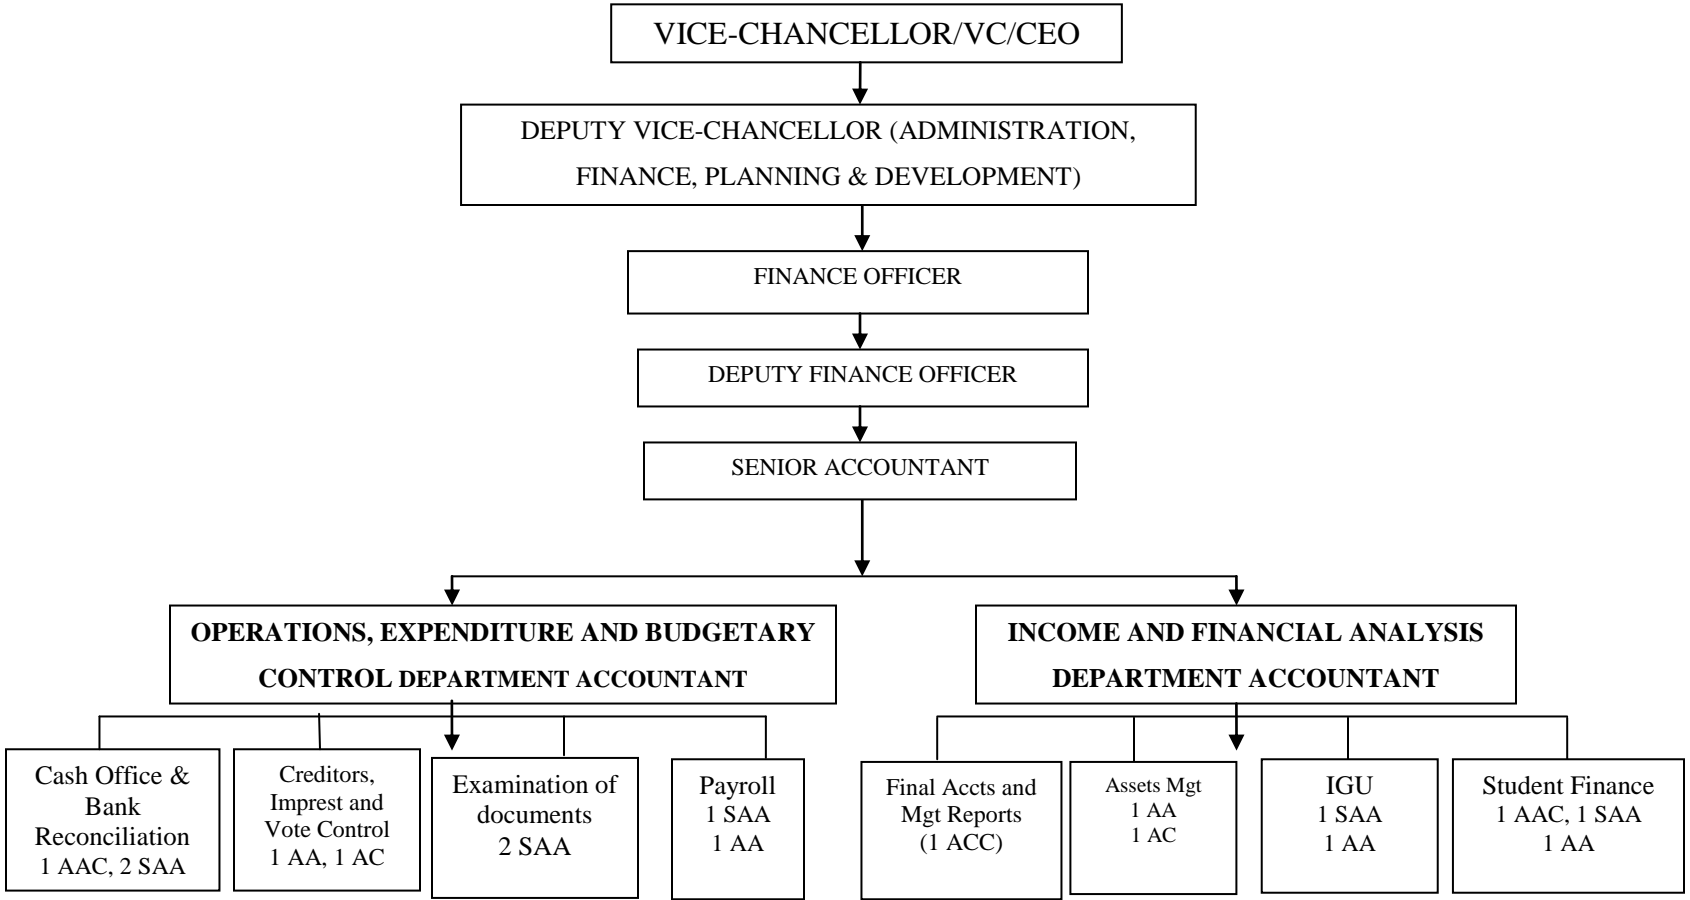 VICE-CHANCELLOR/VC/CEO
DEPUTY VICE-CHANCELLOR (ADMINISTRATION,
FINANCE, PLANNING & DEVELOPMENT)
FINANCE OFFICER
DEPUTY FINANCE OFFICER
SENIOR ACCOUNTANT
OPERATIONS, EXPENDITURE AND BUDGETARY
CONTROL DEPARTMENT ACCOUNTANT
INCOME AND FINANCIAL ANALYSIS
DEPARTMENT ACCOUNTANT
Cash Office &
Bank
Reconciliation
1 AAC, 2 SAA
Creditors,
Imprest and
Vote Control
1 AA, 1 AC
Examination of
documents
2 SAA
Payroll
1 SAA
1 AA
Final Accts and
Mgt Reports
(1 ACC)
Assets Mgt
1 AA
1 AC
IGU
1 SAA
1 AA
Student Finance
1 AAC, 1 SAA
1 AA